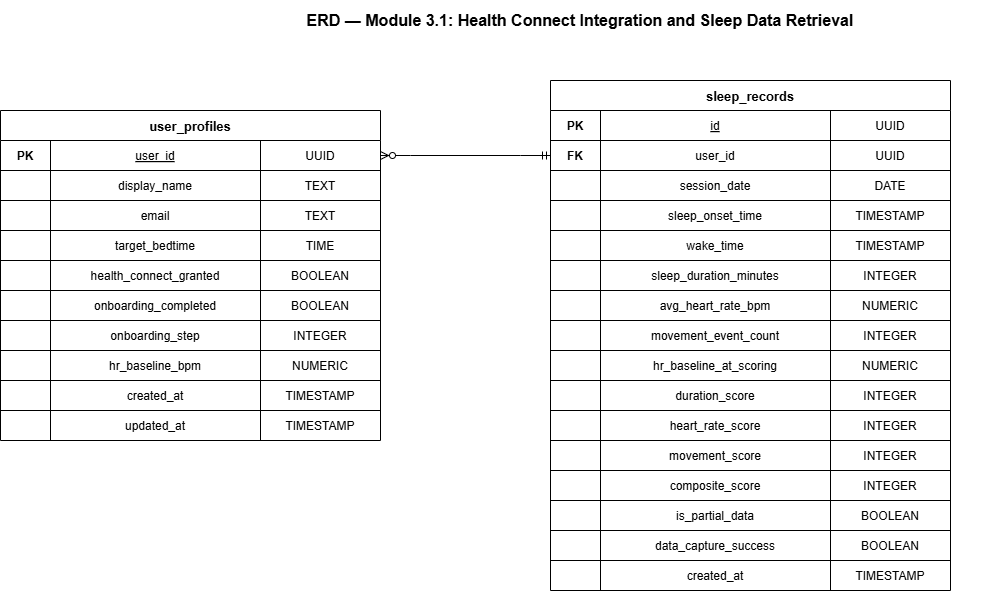 ERD — Module 3.1: Health Connect Integration and Sleep Data Retrieval
user_profiles
PK user_id UUID
display_name TEXT
email TEXT
target_bedtime TIME
health_connect_granted BOOLEAN
onboarding_completed BOOLEAN
onboarding_step INTEGER
hr_baseline_bpm NUMERIC
created_at TIMESTAMP
updated_at TIMESTAMP
sleep_records
PK id UUID
FK user_id UUID
session_date DATE
sleep_onset_time TIMESTAMP
wake_time TIMESTAMP
sleep_duration_minutes INTEGER
avg_heart_rate_bpm NUMERIC
movement_event_count INTEGER
hr_baseline_at_scoring NUMERIC
duration_score INTEGER
heart_rate_score INTEGER
movement_score INTEGER
composite_score INTEGER
is_partial_data BOOLEAN
data_capture_success BOOLEAN
created_at TIMESTAMP